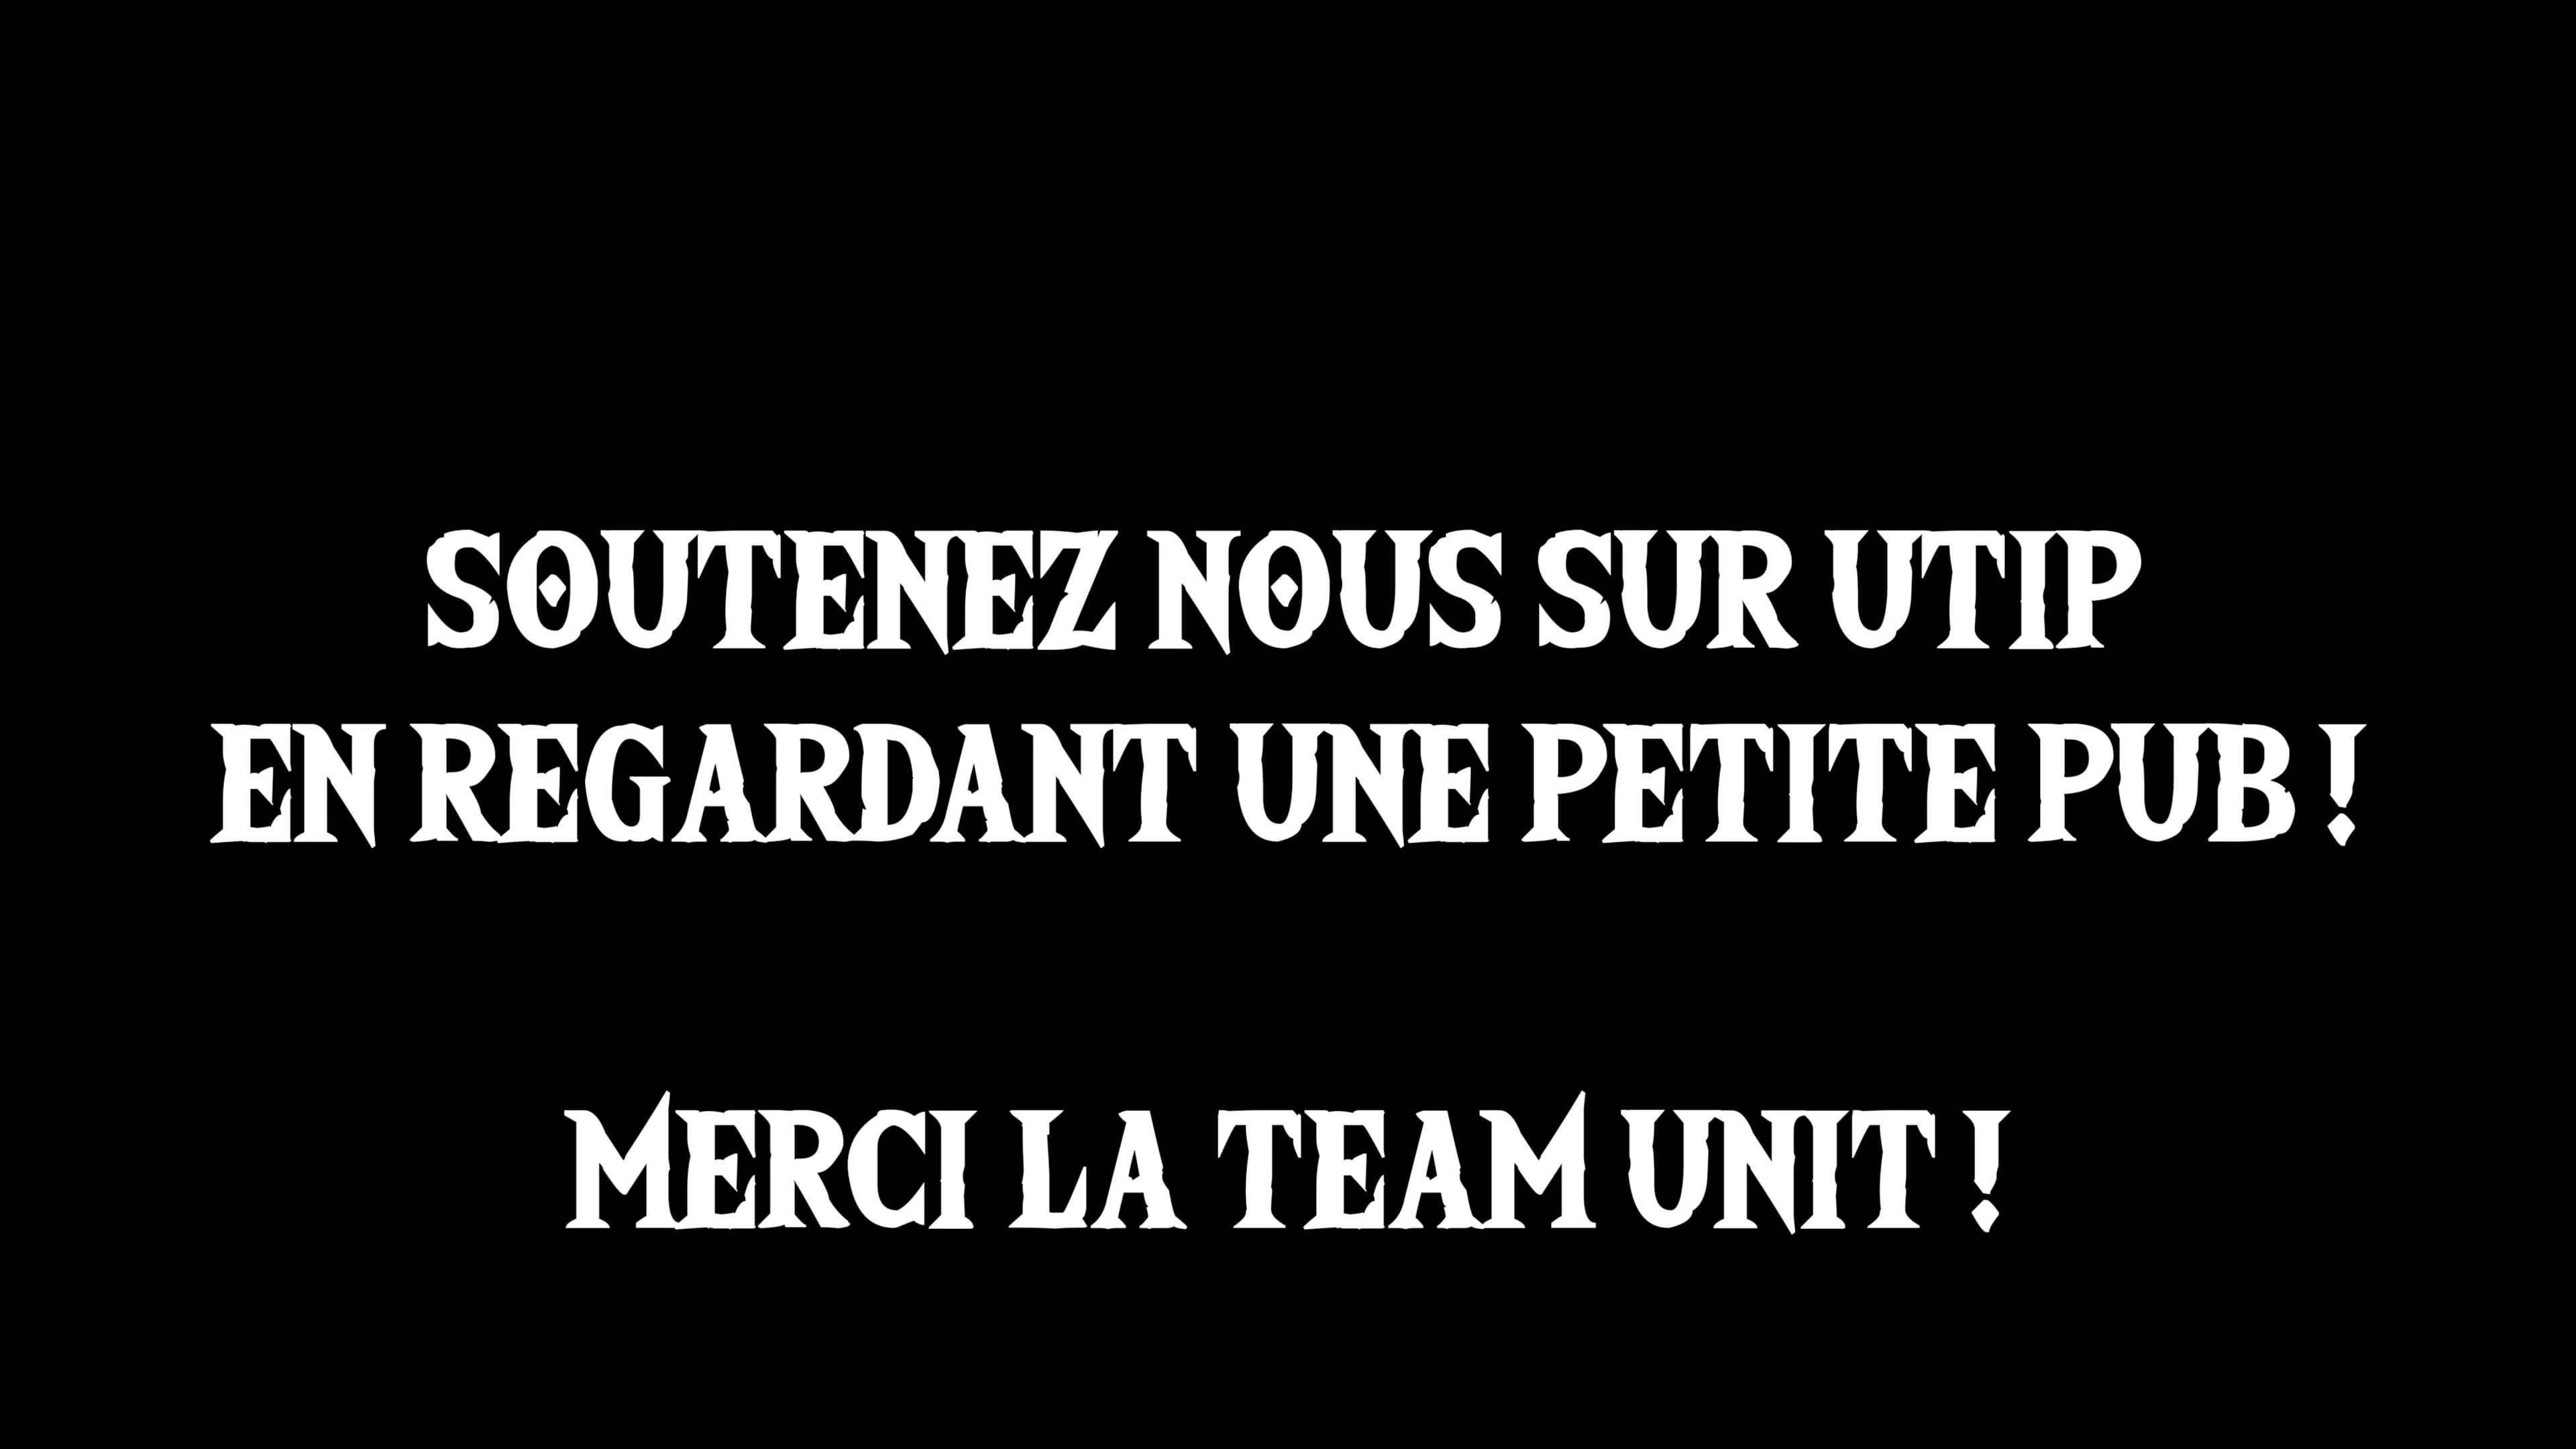 SOUTENEZ NOUS SUR UTIP
EN REGARDANT UNE PETITE PUB !
MERCI LA TEAM UNIT !